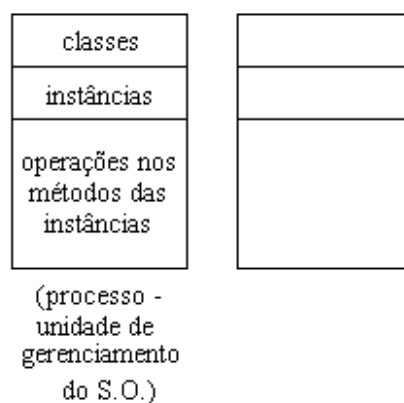 classes
instâncias
operações nos
métodos das
instâncias
(processo -
unidade de
gerenciamento
do S.O.)